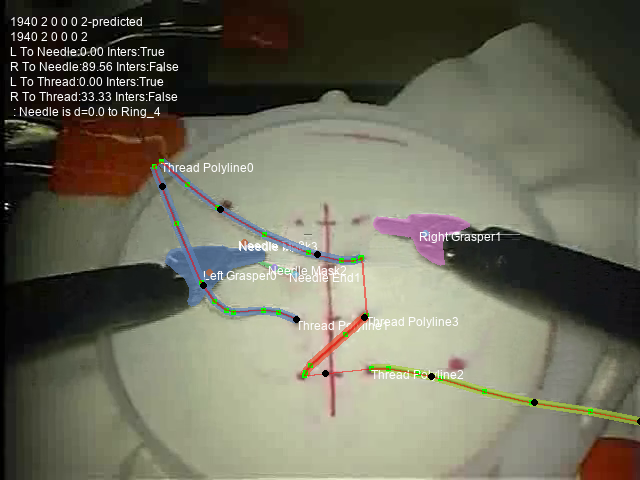 1940 2 0 0 0 2-predicted
1940 2 0 0 0 2
L To Needle:0.00 Inters:True
R To Needle:89.56 Inters:False
L To Thread:0.00 Inters:True
R To Thread:33.33 Inters:False
: Needle is d=0.0 to Ring_4
Thread Polyline0
Right Grasper1
Needle Mask3
Needle Mask2
Left Grasper0
Needle End1
Thread Polyline1
Thread Polyline3
Thread Polyline2